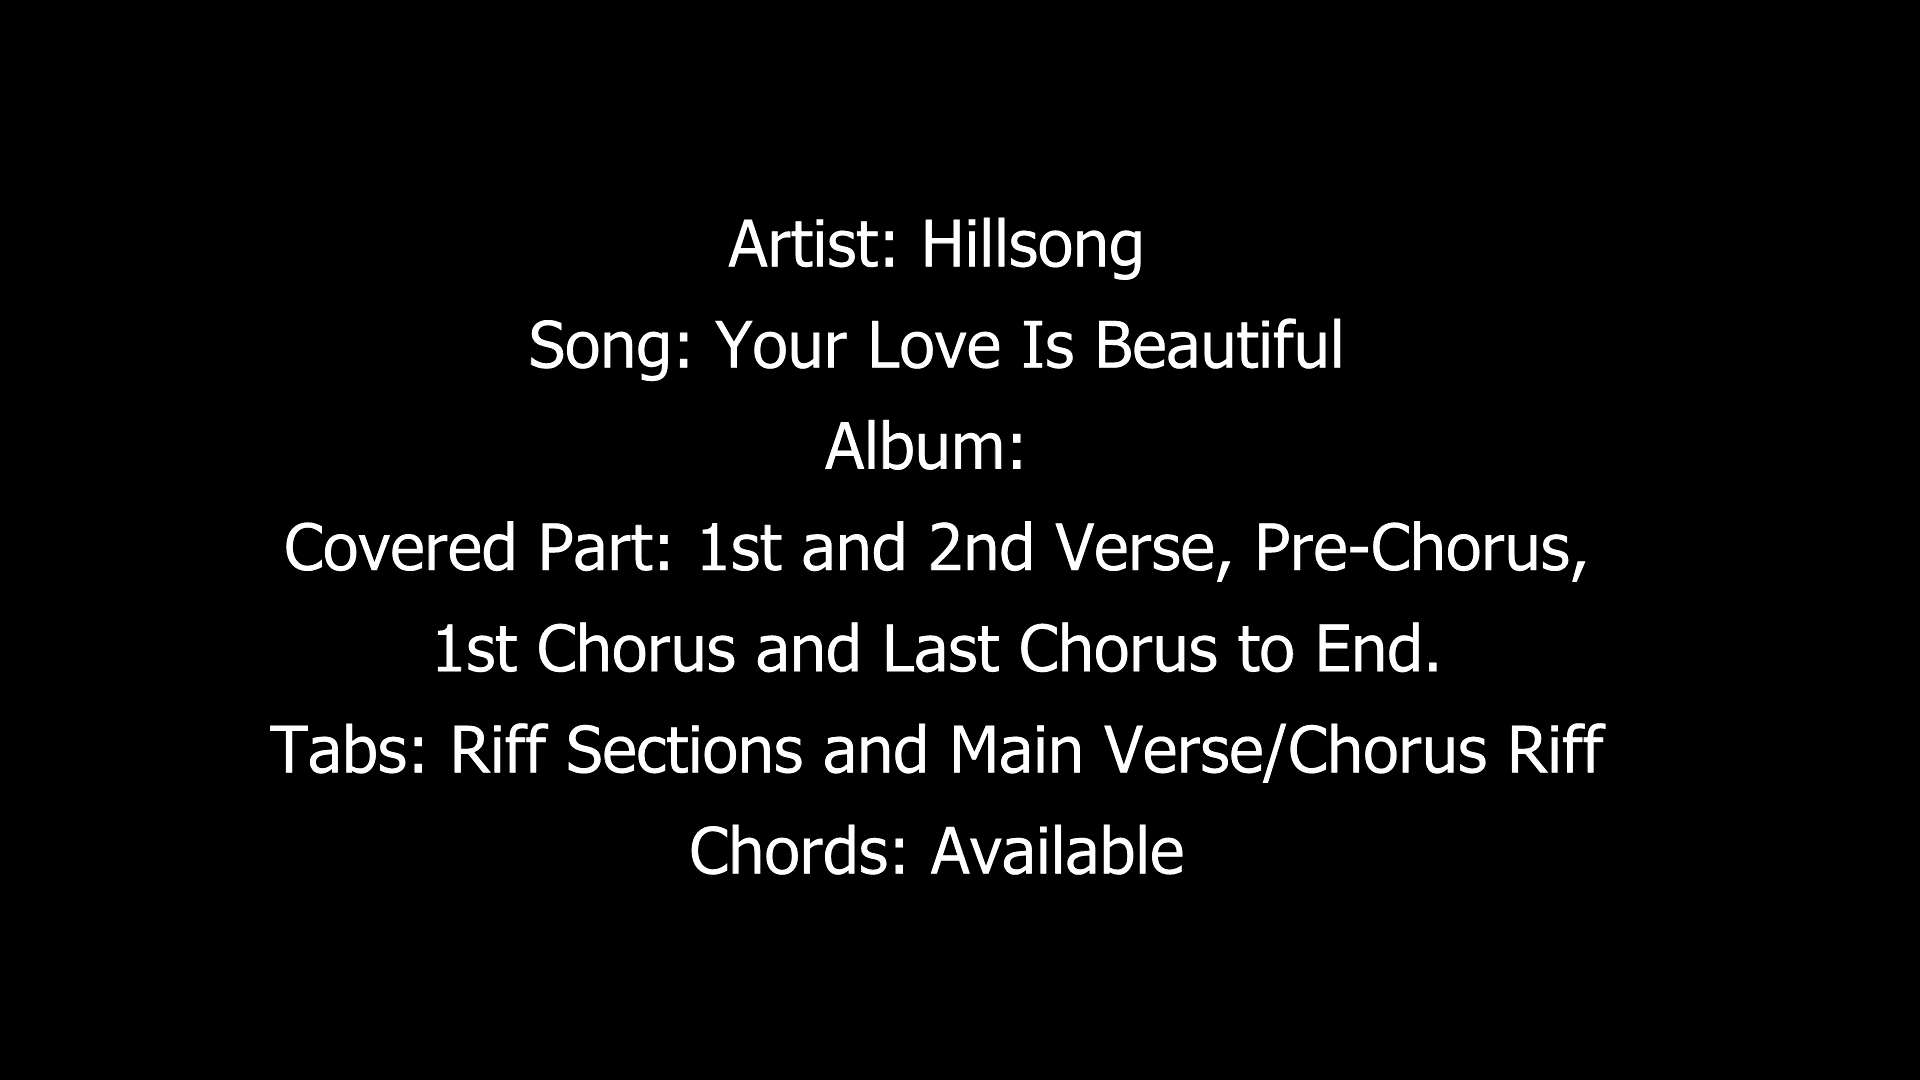 Artist: Hillsong
Song: Your Love Is Beautiful
Album:
Covered Part: 1st and 2nd Verse, Pre-Chorus,
1st Chorus and Last Chorus to End.
Tabs: Riff Sections and Main Verse/Chorus Riff
Chords: Available